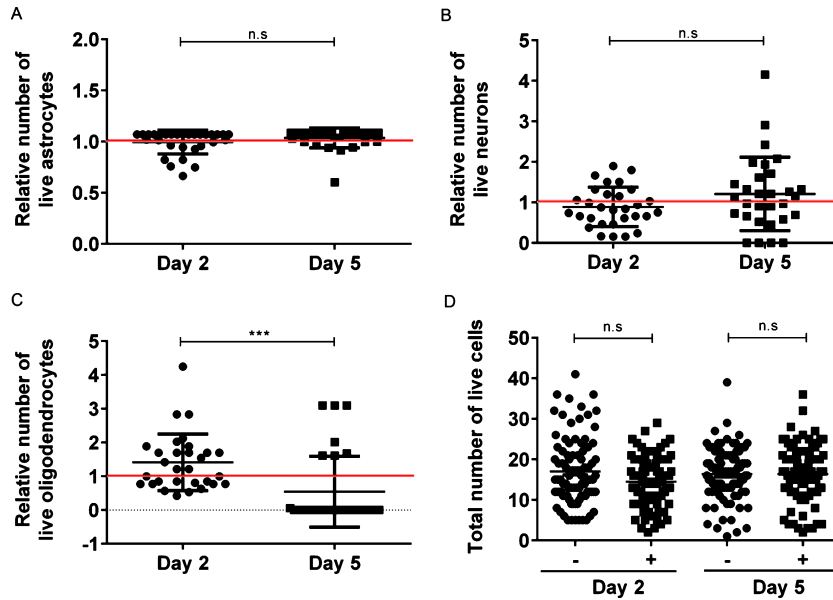 A
n.s
Relative number of
live astrocytes
2.0
1.5
1.0
0.5
0.0
Day 2
Day 5
B
n.s
Relative number of
live neurons
5
4
3
2
1
0
Day 2
Day 5
C
***
Relative number of
live oligodendrocytes
5
4
3
2
1
0
-1
Day 2
Day 5
D
n.s
n.s
Total number of live cells
50
40
30
20
10
0
- + - +
Day 2
Day 5